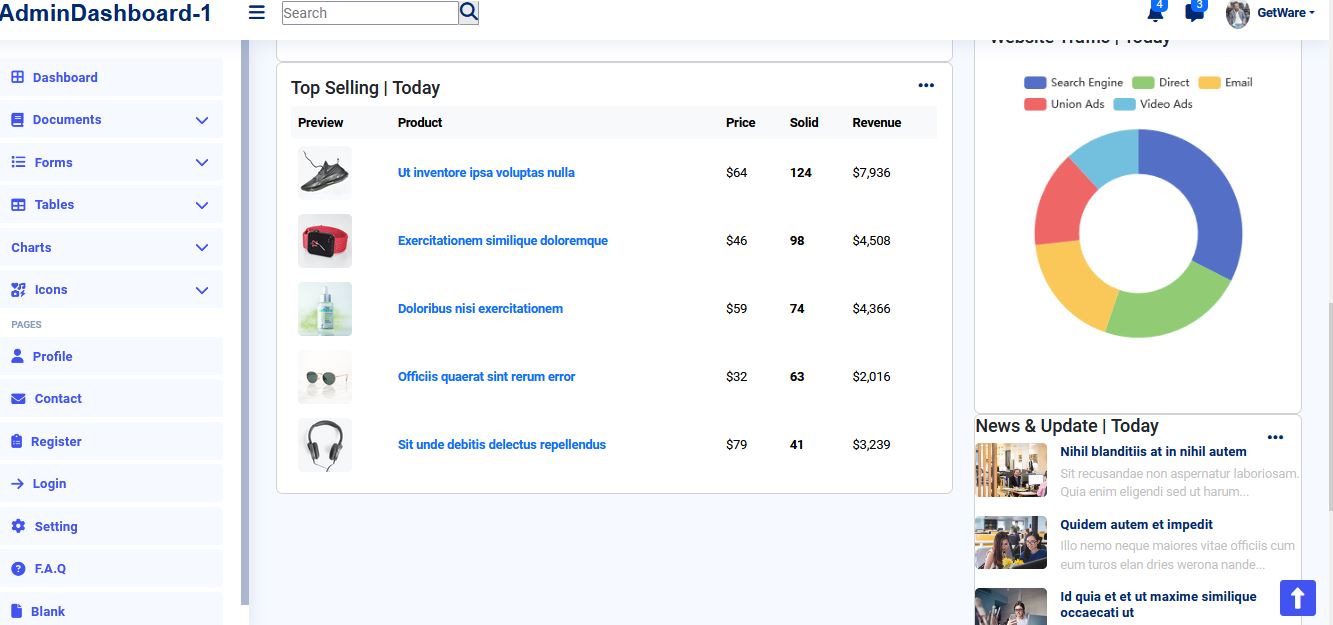 AdminDashboard-1
Search
4
3
GetWare
Dashboard
Documents
Forms
Tables
Charts
Icons
PAGES
Profile
Contact
Register
Login
Setting
F.A.Q
Blank
Top Selling | Today
Preview Product Price Solid Revenue
Ut inventore ipsa voluptas nulla $64 124 $7,936
Exercitationem similique doloremque $46 98 $4,508
Doloribus nisi exercitationem $59 74 $4,366
Officiis quaerat sint rerum error $32 63 $2,016
Sit unde debitis delectus repellendus $79 41 $3,239
Website Traffic | Today
Search Engine Direct Email
Union Ads Video Ads
News & Update | Today
Nihil blanditiis at in nihil autem
Sit recusandae non aspernatur laboriosam.
Quia enim eligendi sed ut harum...
Quidem autem et impedit
Illo nemo neque maiores vitae officiis cum
eum turos elan dries werona nande...
Id quia et et ut maxime similique
occaecati ut